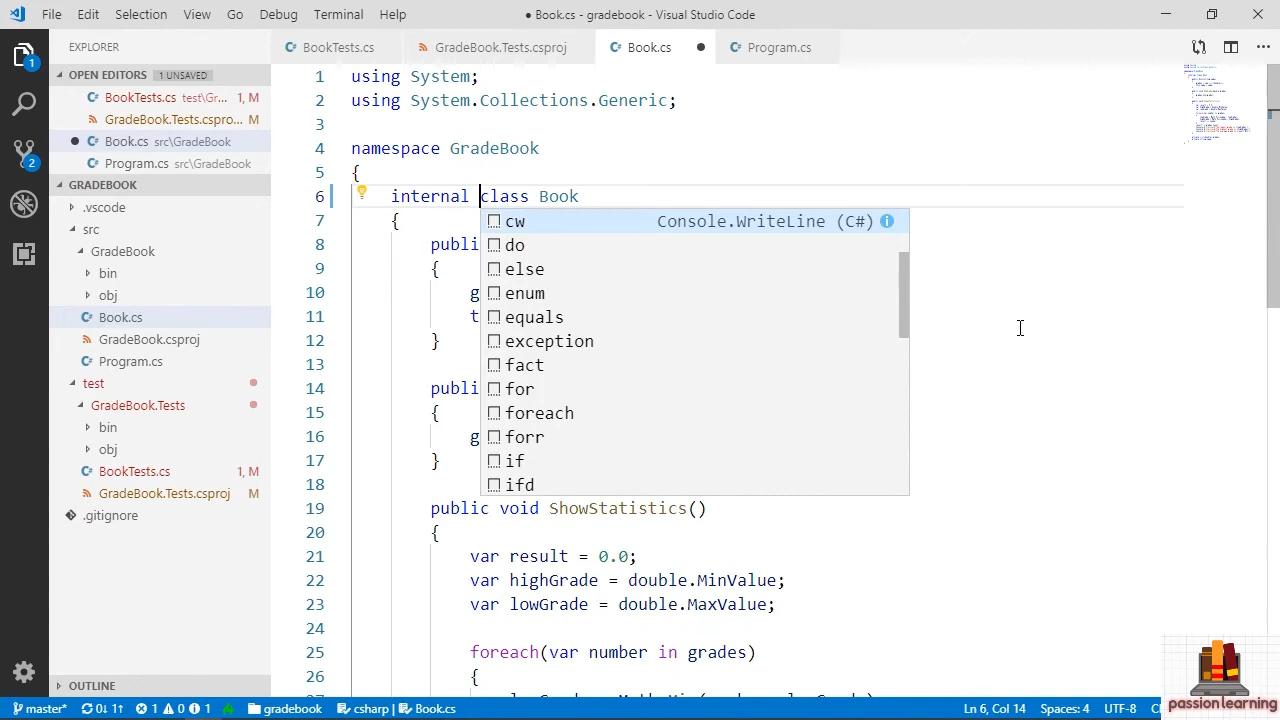 File Edit Selection View Go Debug Terminal Help
● Book.cs - gradebook - Visual Studio Code
EXPLORER
OPEN EDITORS 1 UNSAVED
BookTests.cs test\Gr... 1, M
GradeBook.Tests.cspro... M
Book.cs src\GradeBook
Program.cs src\GradeBook
GRADEBOOK
.vscode
src
GradeBook
bin
obj
Book.cs
GradeBook.csproj
Program.cs
test
GradeBook.Tests
bin
obj
BookTests.cs 1, M
GradeBook.Tests.csproj M
.gitignore
OUTLINE
1
2
BookTests.cs GradeBook.Tests.csproj Book.cs Program.cs
1 using System;
2 using System.Collections.Generic;
3
4 namespace GradeBook
5 {
6 internal class Book
7 {
8 publi
9 {
10 g
11 t
12 }
13
14 publi
15 {
16 g
17 }
18
19 public void ShowStatistics()
20 {
21 var result = 0.0;
22 var highGrade = double.MinValue;
23 var lowGrade = double.MaxValue;
24
25 foreach(var number in grades)
26 {
cw Console.WriteLine (C#)
do
else
enum
equals
exception
fact
for
foreach
forr
if
ifd
passion learning
master* 0↓ 1↑ 1 0 1 gradebook csharp | Book.cs Ln 6, Col 14 Spaces: 4 UTF-8